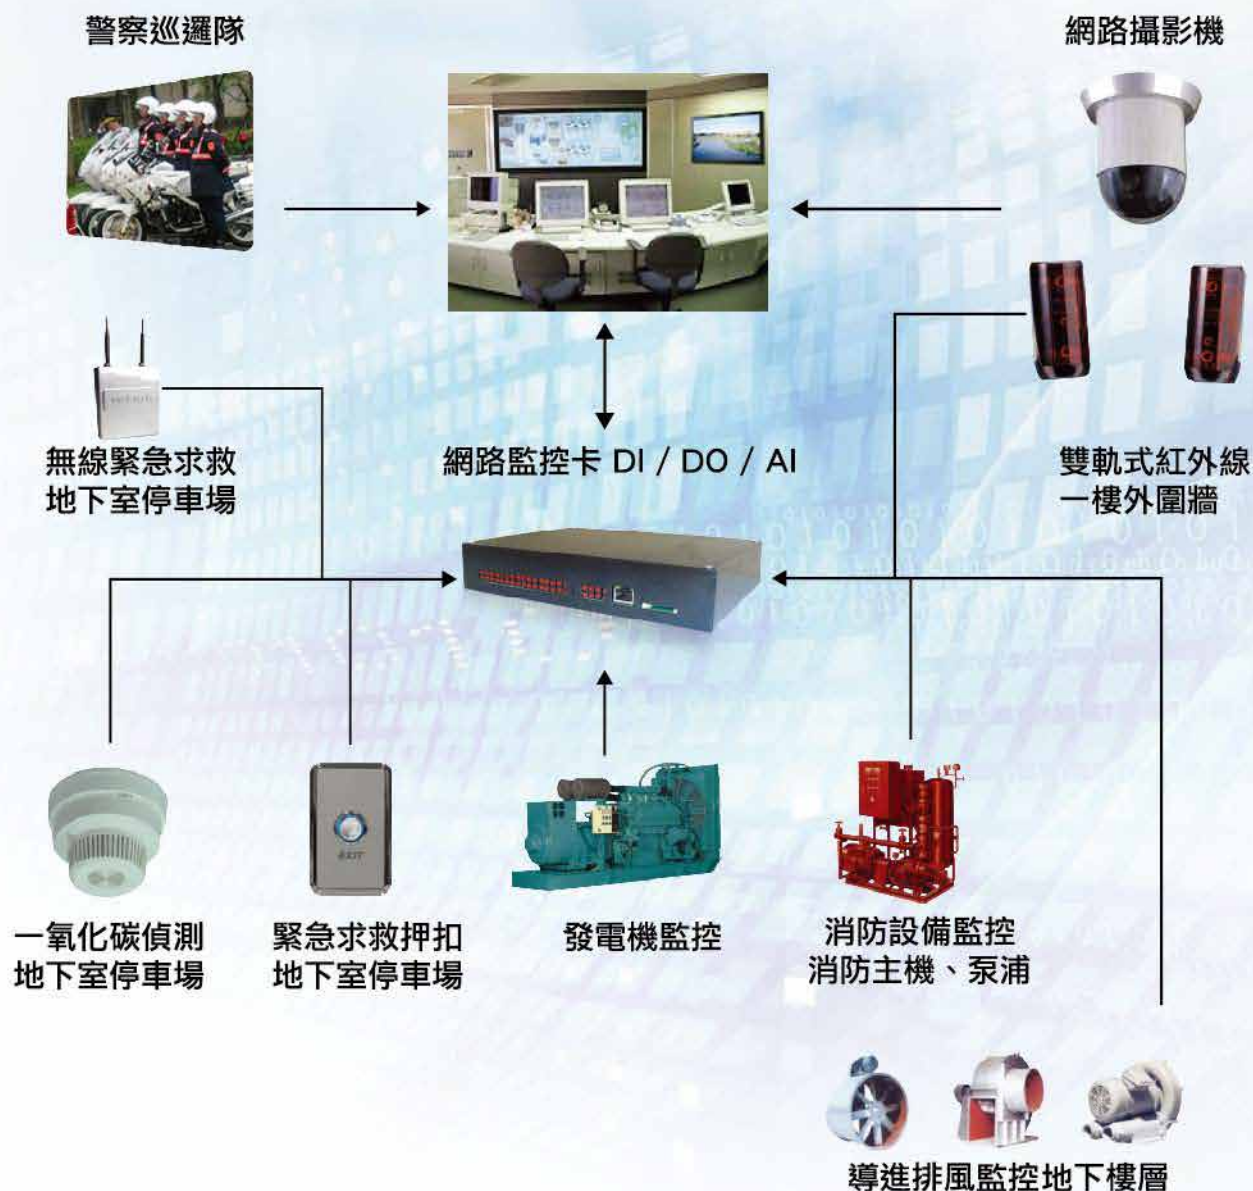 警察巡邏隊
網路攝影機
無線緊急求救
地下室停車場
網路監控卡 DI / DO / AI
雙軌式紅外線
一樓外圍牆
EXIT
一氧化碳偵測
地下室停車場
緊急求救押扣
地下室停車場
發電機監控
消防設備監控
消防主機、泵浦
導進排風監控地下樓層